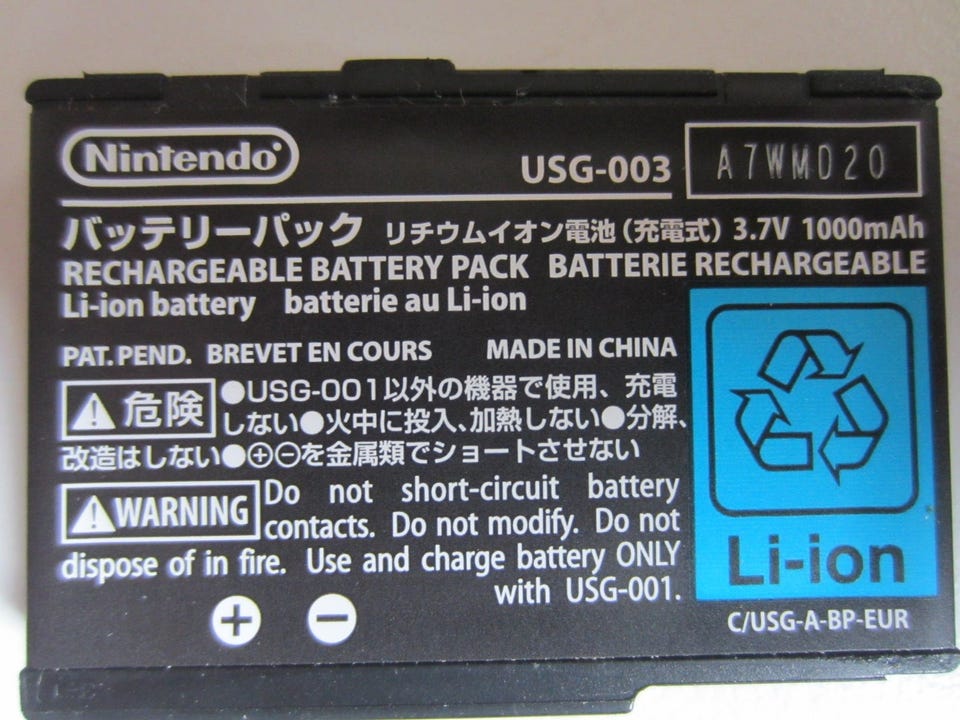 Nintendo®
USG-003
A7WMD20
バッテリーパック リチウムイオン電池(充電式) 3.7V 1000mAh
RECHARGEABLE BATTERY PACK BATTERIE RECHARGEABLE
Li-ion battery batterie au Li-ion
PAT. PEND. BREVET EN COURS MADE IN CHINA
危険 ●USG-001以外の機器で使用、充電
しない●火中に投入、加熱しない●分解、
改造はしない●⊕⊖を金属類でショートさせない
WARNING Do not short-circuit battery
contacts. Do not modify. Do not
dispose of in fire. Use and charge battery ONLY
with USG-001.
+ −
Li-ion
C/USG-A-BP-EUR